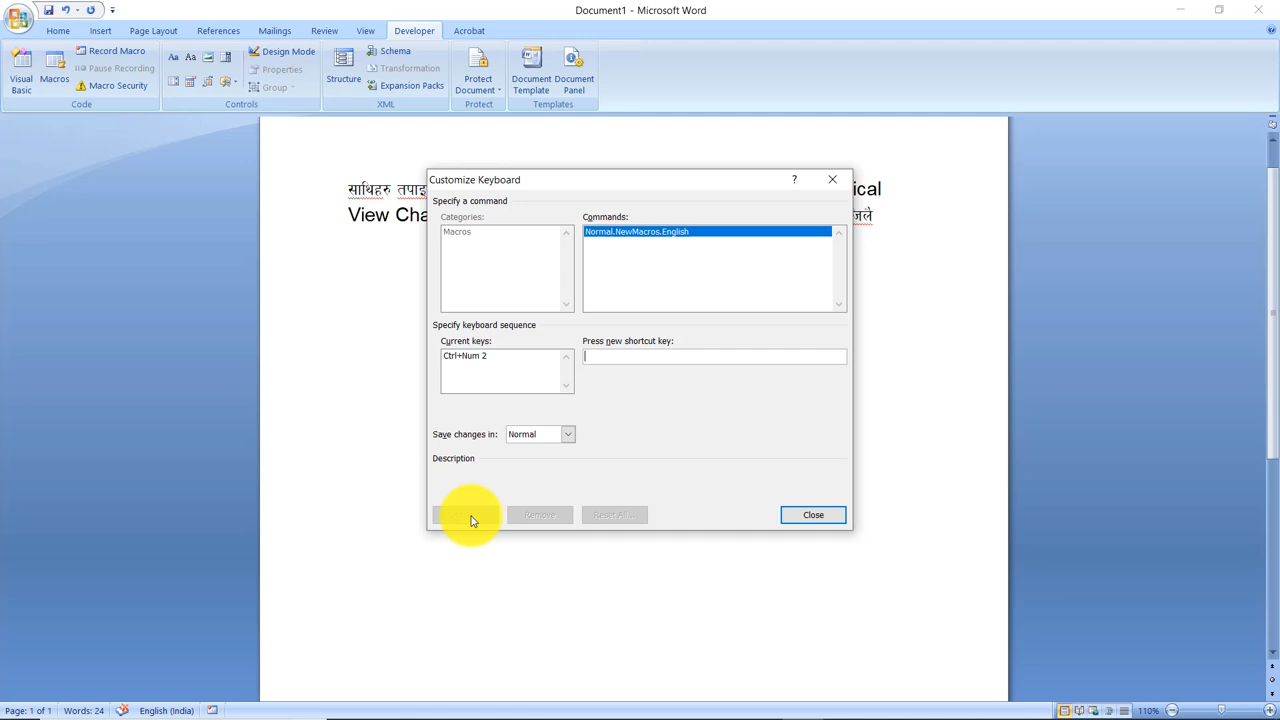 Document1 - Microsoft Word
Home Insert Page Layout References Mailings Review View Developer Acrobat
Visual Basic
Macros
Record Macro
Pause Recording
Macro Security
Code
Aa Aa
Design Mode
Properties
Group
Controls
Structure
Schema
Transformation
Expansion Packs
XML
Protect Document
Protect
Document Template
Document Panel
Templates
साथिहरु तपाइ
ical
View Cha
जिलै
Customize Keyboard
?
Specify a command
Categories:
Commands:
Macros
Normal.NewMacros.English
Specify keyboard sequence
Current keys:
Press new shortcut key:
Ctrl+Num 2
Save changes in: Normal
Description
Remove Reset All... Close
Page: 1 of 1 Words: 24 English (India) 110%